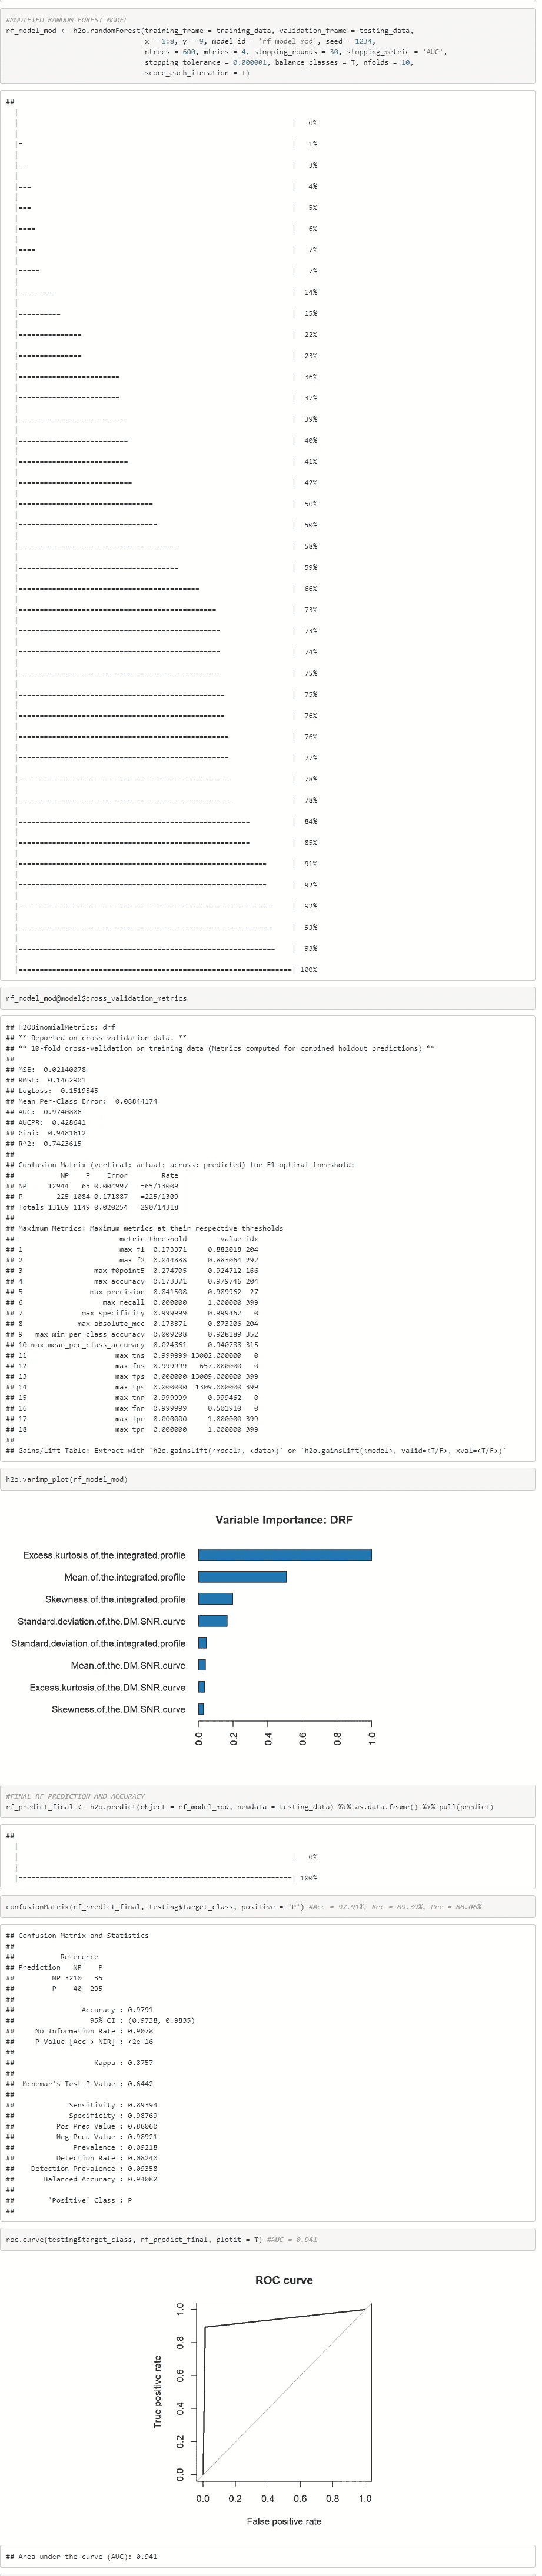 #MODIFIED RANDOM FOREST MODEL
rf_model_mod <- h2o.randomForest(training_frame = training_data, validation_frame = testing_data,
x = 1:8, y = 9, model_id = 'rf_model_mod', seed = 1234,
ntrees = 600, mtries = 4, stopping_rounds = 30, stopping_metric = 'AUC',
stopping_tolerance = 0.000001, balance_classes = T, nfolds = 10,
score_each_iteration = T)
##
|
| | 0%
|
|= | 1%
|
|== | 3%
|
|=== | 4%
|
|=== | 5%
|
|==== | 6%
|
|==== | 7%
|
|===== | 7%
|
|========= | 14%
|
|========== | 15%
|
|=============== | 22%
|
|=============== | 23%
|
|======================== | 36%
|
|======================== | 37%
|
|========================= | 39%
|
|========================== | 40%
|
|========================== | 41%
|
|=========================== | 42%
|
|================================ | 50%
|
|================================= | 50%
|
|====================================== | 58%
|
|====================================== | 59%
|
|=========================================== | 66%
|
|=============================================== | 73%
|
|================================================ | 73%
|
|================================================ | 74%
|
|================================================ | 75%
|
|================================================= | 75%
|
|================================================= | 76%
|
|================================================== | 76%
|
|================================================== | 77%
|
|================================================== | 78%
|
|=================================================== | 78%
|
|======================================================= | 84%
|
|======================================================= | 85%
|
|=========================================================== | 91%
|
|=========================================================== | 92%
|
|============================================================ | 92%
|
|============================================================ | 93%
|
|============================================================= | 93%
|
|=================================================================| 100%
rf_model_mod@model$cross_validation_metrics
## H2OBinomialMetrics: drf
## ** Reported on cross-validation data. **
## ** 10-fold cross-validation on training data (Metrics computed for combined holdout predictions) **
##
## MSE: 0.02140078
## RMSE: 0.1462901
## LogLoss: 0.1519345
## Mean Per-Class Error: 0.08844174
## AUC: 0.9740806
## AUCPR: 0.428641
## Gini: 0.9481612
## R^2: 0.7423615
##
## Confusion Matrix (vertical: actual; across: predicted) for F1-optimal threshold:
## NP P Error Rate
## NP 12944 65 0.004997 =65/13009
## P 225 1084 0.171887 =225/1309
## Totals 13169 1149 0.020254 =290/14318
##
## Maximum Metrics: Maximum metrics at their respective thresholds
## metric threshold value idx
## 1 max f1 0.173371 0.882018 204
## 2 max f2 0.044888 0.883064 292
## 3 max f0point5 0.274705 0.924712 166
## 4 max accuracy 0.173371 0.979746 204
## 5 max precision 0.841508 0.989962 27
## 6 max recall 0.000000 1.000000 399
## 7 max specificity 0.999999 0.999462 0
## 8 max absolute_mcc 0.173371 0.873206 204
## 9 max min_per_class_accuracy 0.009208 0.928189 352
## 10 max mean_per_class_accuracy 0.024861 0.940788 315
## 11 max tns 0.999999 13002.000000 0
## 12 max fns 0.999999 657.000000 0
## 13 max fps 0.000000 13009.000000 399
## 14 max tps 0.000000 1309.000000 399
## 15 max tnr 0.999999 0.999462 0
## 16 max fnr 0.999999 0.501910 0
## 17 max fpr 0.000000 1.000000 399
## 18 max tpr 0.000000 1.000000 399
##
## Gains/Lift Table: Extract with `h2o.gainsLift(<model>, <data>)` or `h2o.gainsLift(<model>, valid=<T/F>, xval=<T/F>)`
h2o.varimp_plot(rf_model_mod)
Variable Importance: DRF
Excess.kurtosis.of.the.integrated.profile
Mean.of.the.integrated.profile
Skewness.of.the.integrated.profile
Standard.deviation.of.the.DM.SNR.curve
Standard.deviation.of.the.integrated.profile
Mean.of.the.DM.SNR.curve
Excess.kurtosis.of.the.DM.SNR.curve
Skewness.of.the.DM.SNR.curve
0.0 0.2 0.4 0.6 0.8 1.0
#FINAL RF PREDICTION AND ACCURACY
rf_predict_final <- h2o.predict(object = rf_model_mod, newdata = testing_data) %>% as.data.frame() %>% pull(predict)
##
|
| | 0%
|
|=================================================================| 100%
confusionMatrix(rf_predict_final, testing$target_class, positive = 'P') #Acc = 97.91%, Rec = 89.39%, Pre = 88.06%
## Confusion Matrix and Statistics
##
## Reference
## Prediction NP P
## NP 3210 35
## P 40 295
##
## Accuracy : 0.9791
## 95% CI : (0.9738, 0.9835)
## No Information Rate : 0.9078
## P-Value [Acc > NIR] : <2e-16
##
## Kappa : 0.8757
##
## Mcnemar's Test P-Value : 0.6442
##
## Sensitivity : 0.89394
## Specificity : 0.98769
## Pos Pred Value : 0.88060
## Neg Pred Value : 0.98921
## Prevalence : 0.09218
## Detection Rate : 0.08240
## Detection Prevalence : 0.09358
## Balanced Accuracy : 0.94082
##
## 'Positive' Class : P
##
roc.curve(testing$target_class, rf_predict_final, plotit = T) #AUC = 0.941
ROC curve
True positive rate
1.0
0.8
0.6
0.4
0.2
0.0
0.0 0.2 0.4 0.6 0.8 1.0
False positive rate
## Area under the curve (AUC): 0.941